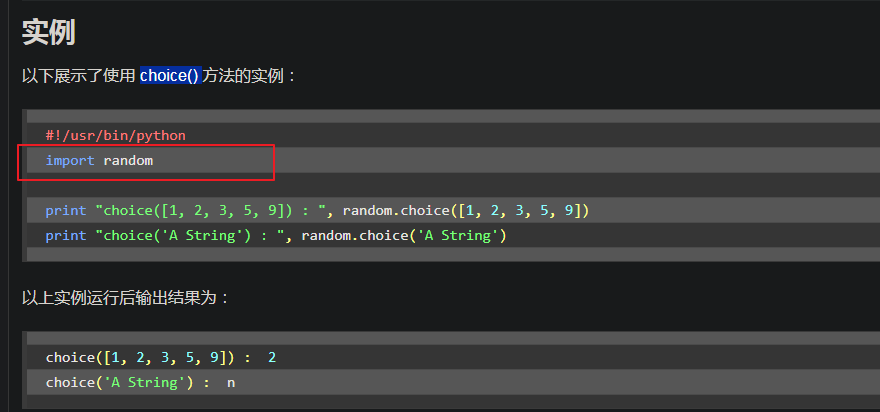 实例
以下展示了使用 choice() 方法的实例：
#!/usr/bin/python
import random
print "choice([1, 2, 3, 5, 9]) : ", random.choice([1, 2, 3, 5, 9])
print "choice('A String') : ", random.choice('A String')
以上实例运行后输出结果为：
choice([1, 2, 3, 5, 9]) :  2
choice('A String') :  n